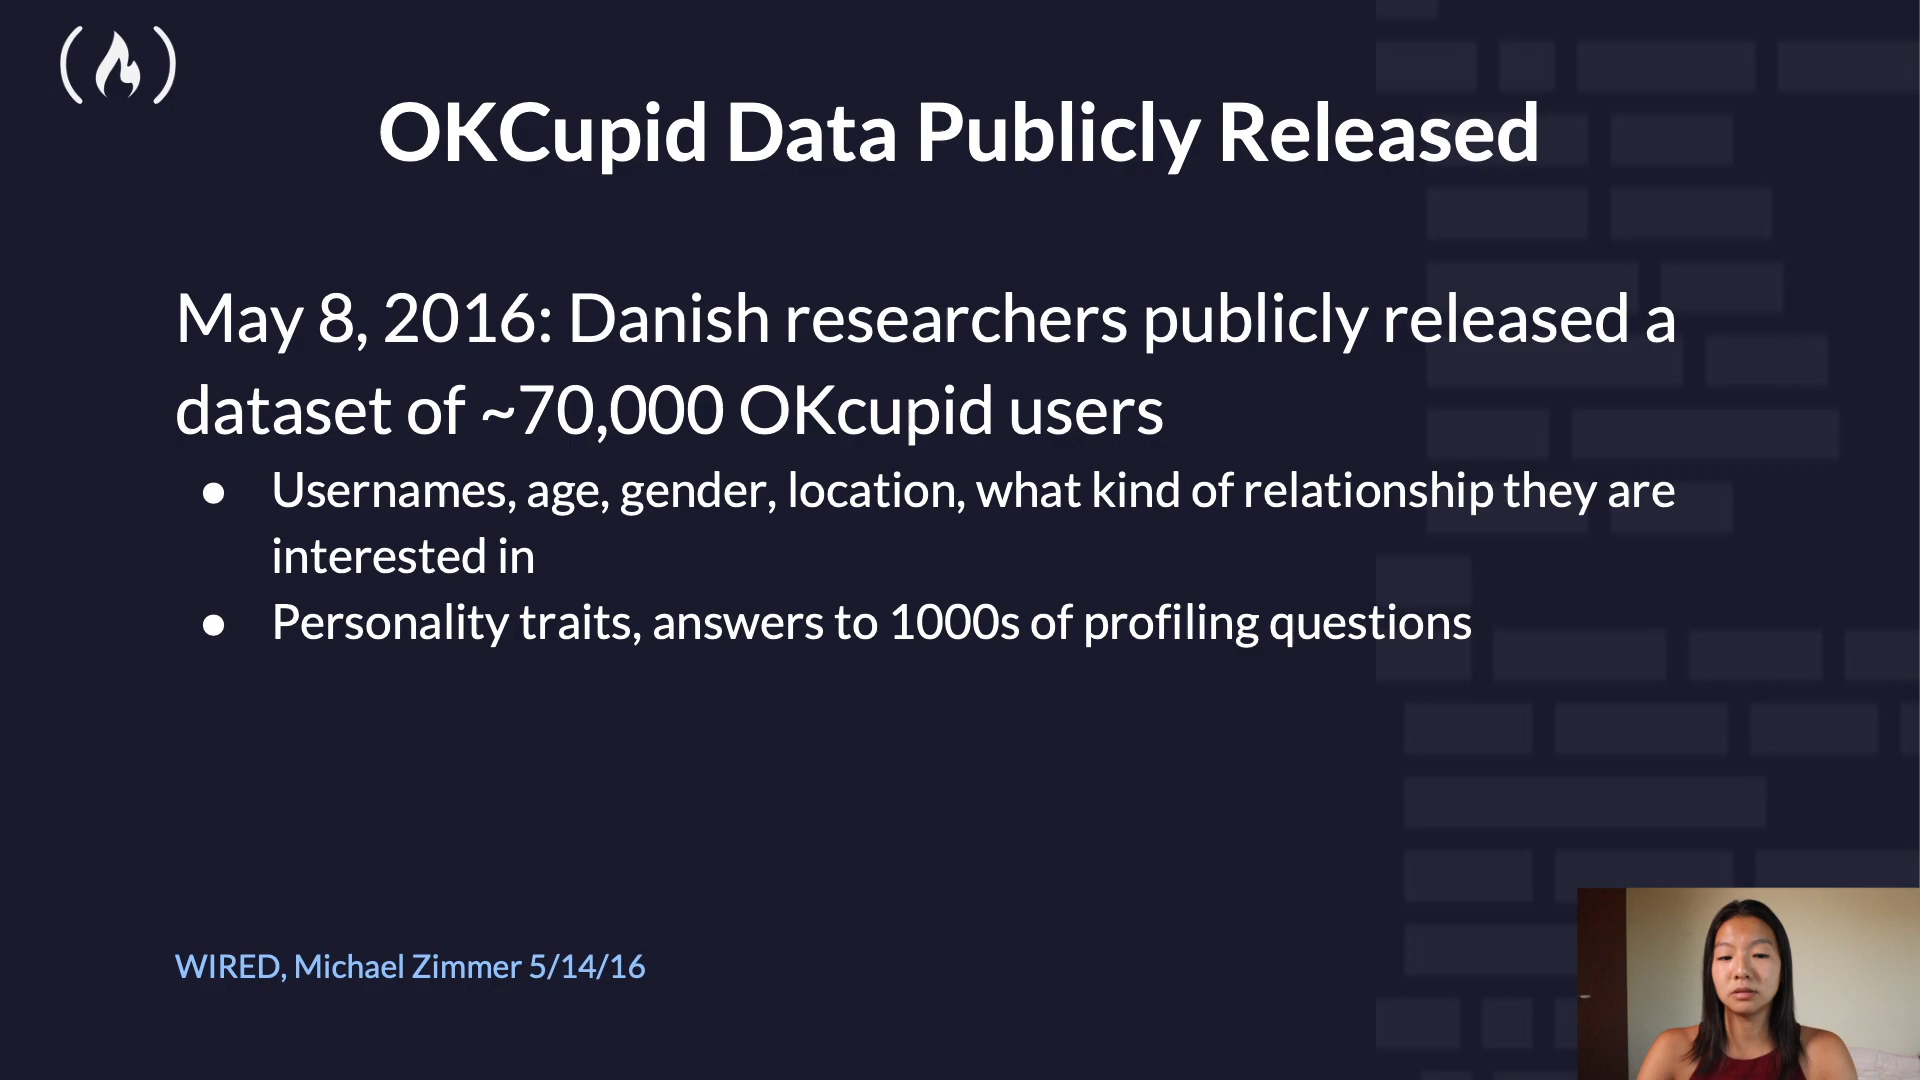 OKCupid Data Publicly Released
May 8, 2016: Danish researchers publicly released a
dataset of ~70,000 OKcupid users
● Usernames, age, gender, location, what kind of relationship they are
interested in
● Personality traits, answers to 1000s of profiling questions
WIRED, Michael Zimmer 5/14/16